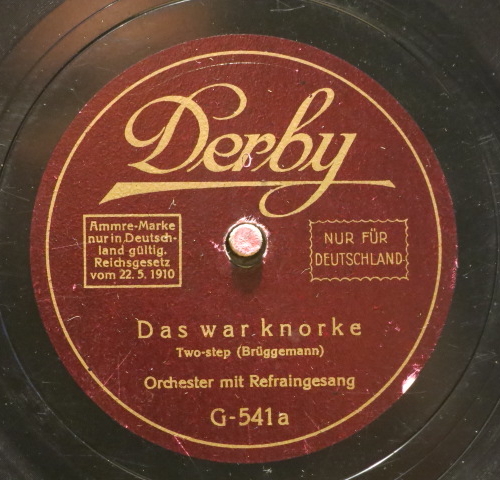 Derby
Ammre-Marke
nur in Deutsch-
land gültig.
Reichsgesetz
vom 22.5.1910
NUR FÜR
DEUTSCHLAND
Das war knorke
Two-step (Brüggemann)
Orchester mit Refraingesang
G-541a